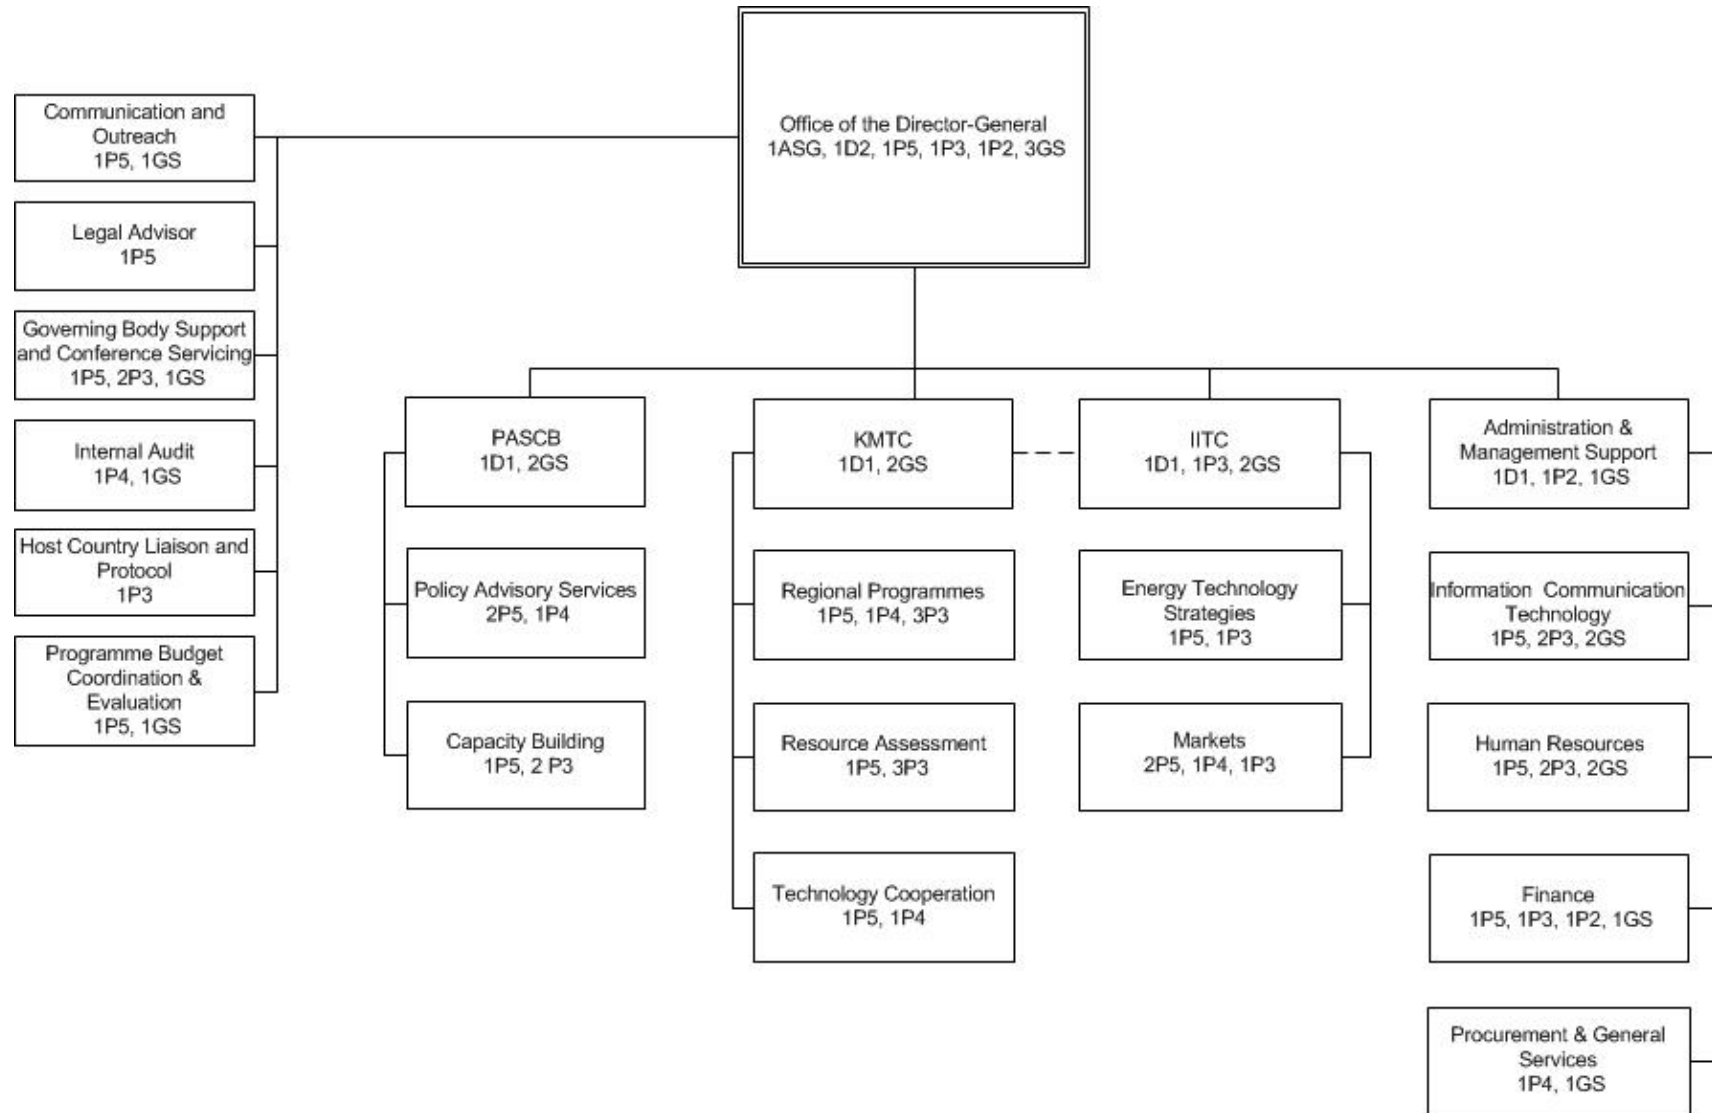 Office of the Director-General
1ASG, 1D2, 1P5, 1P3, 1P2, 3GS
Communication and
Outreach
1P5, 1GS
Legal Advisor
1P5
Governing Body Support
and Conference Servicing
1P5, 2P3, 1GS
Internal Audit
1P4, 1GS
Host Country Liaison and
Protocol
1P3
Programme Budget
Coordination &
Evaluation
1P5, 1GS
PASCB
1D1, 2GS
Policy Advisory Services
2P5, 1P4
Capacity Building
1P5, 2 P3
KMTC
1D1, 2GS
Regional Programmes
1P5, 1P4, 3P3
Resource Assessment
1P5, 3P3
Technology Cooperation
1P5, 1P4
IITC
1D1, 1P3, 2GS
Energy Technology
Strategies
1P5, 1P3
Markets
2P5, 1P4, 1P3
Administration &
Management Support
1D1, 1P2, 1GS
Information Communication
Technology
1P5, 2P3, 2GS
Human Resources
1P5, 2P3, 2GS
Finance
1P5, 1P3, 1P2, 1GS
Procurement & General
Services
1P4, 1GS